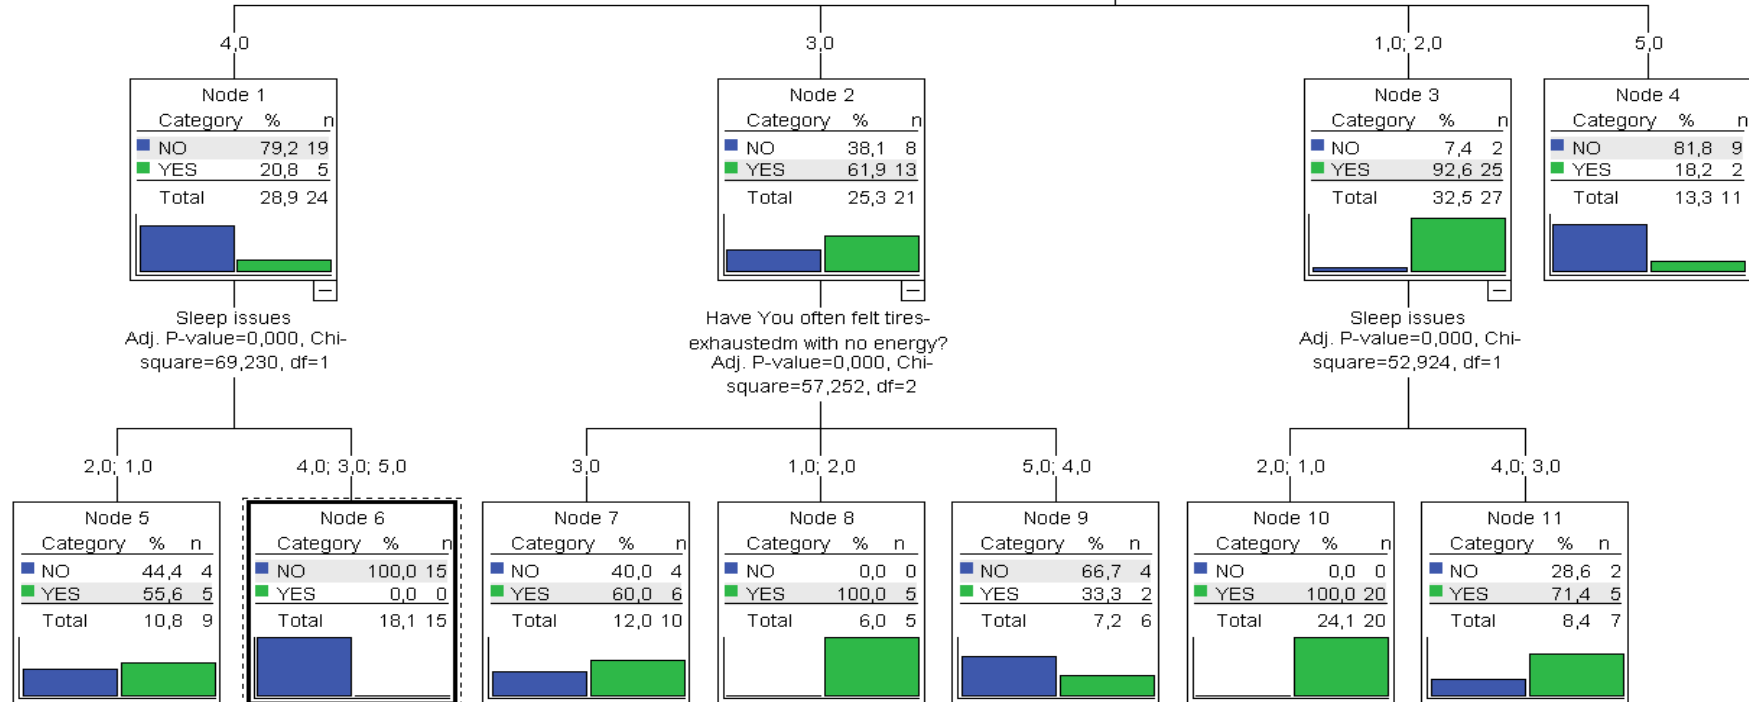 4,0
3,0
1,0; 2,0
5,0
Node 1
Category % n
NO 79,2 19
YES 20,8 5
Total 28,9 24
Node 2
Category % n
NO 38,1 8
YES 61,9 13
Total 25,3 21
Node 3
Category % n
NO 7,4 2
YES 92,6 25
Total 32,5 27
Node 4
Category % n
NO 81,8 9
YES 18,2 2
Total 13,3 11
Sleep issues
Adj. P-value=0,000, Chi-
square=69,230, df=1
Have You often felt tires-
exhaustedm with no energy?
Adj. P-value=0,000, Chi-
square=57,252, df=2
Sleep issues
Adj. P-value=0,000, Chi-
square=52,924, df=1
2,0; 1,0
4,0; 3,0; 5,0
3,0
1,0; 2,0
5,0; 4,0
2,0; 1,0
4,0; 3,0
Node 5
Category % n
NO 44,4 4
YES 55,6 5
Total 10,8 9
Node 6
Category % n
NO 100,0 15
YES 0,0 0
Total 18,1 15
Node 7
Category % n
NO 40,0 4
YES 60,0 6
Total 12,0 10
Node 8
Category % n
NO 0,0 0
YES 100,0 5
Total 6,0 5
Node 9
Category % n
NO 66,7 4
YES 33,3 2
Total 7,2 6
Node 10
Category % n
NO 0,0 0
YES 100,0 20
Total 24,1 20
Node 11
Category % n
NO 28,6 2
YES 71,4 5
Total 8,4 7